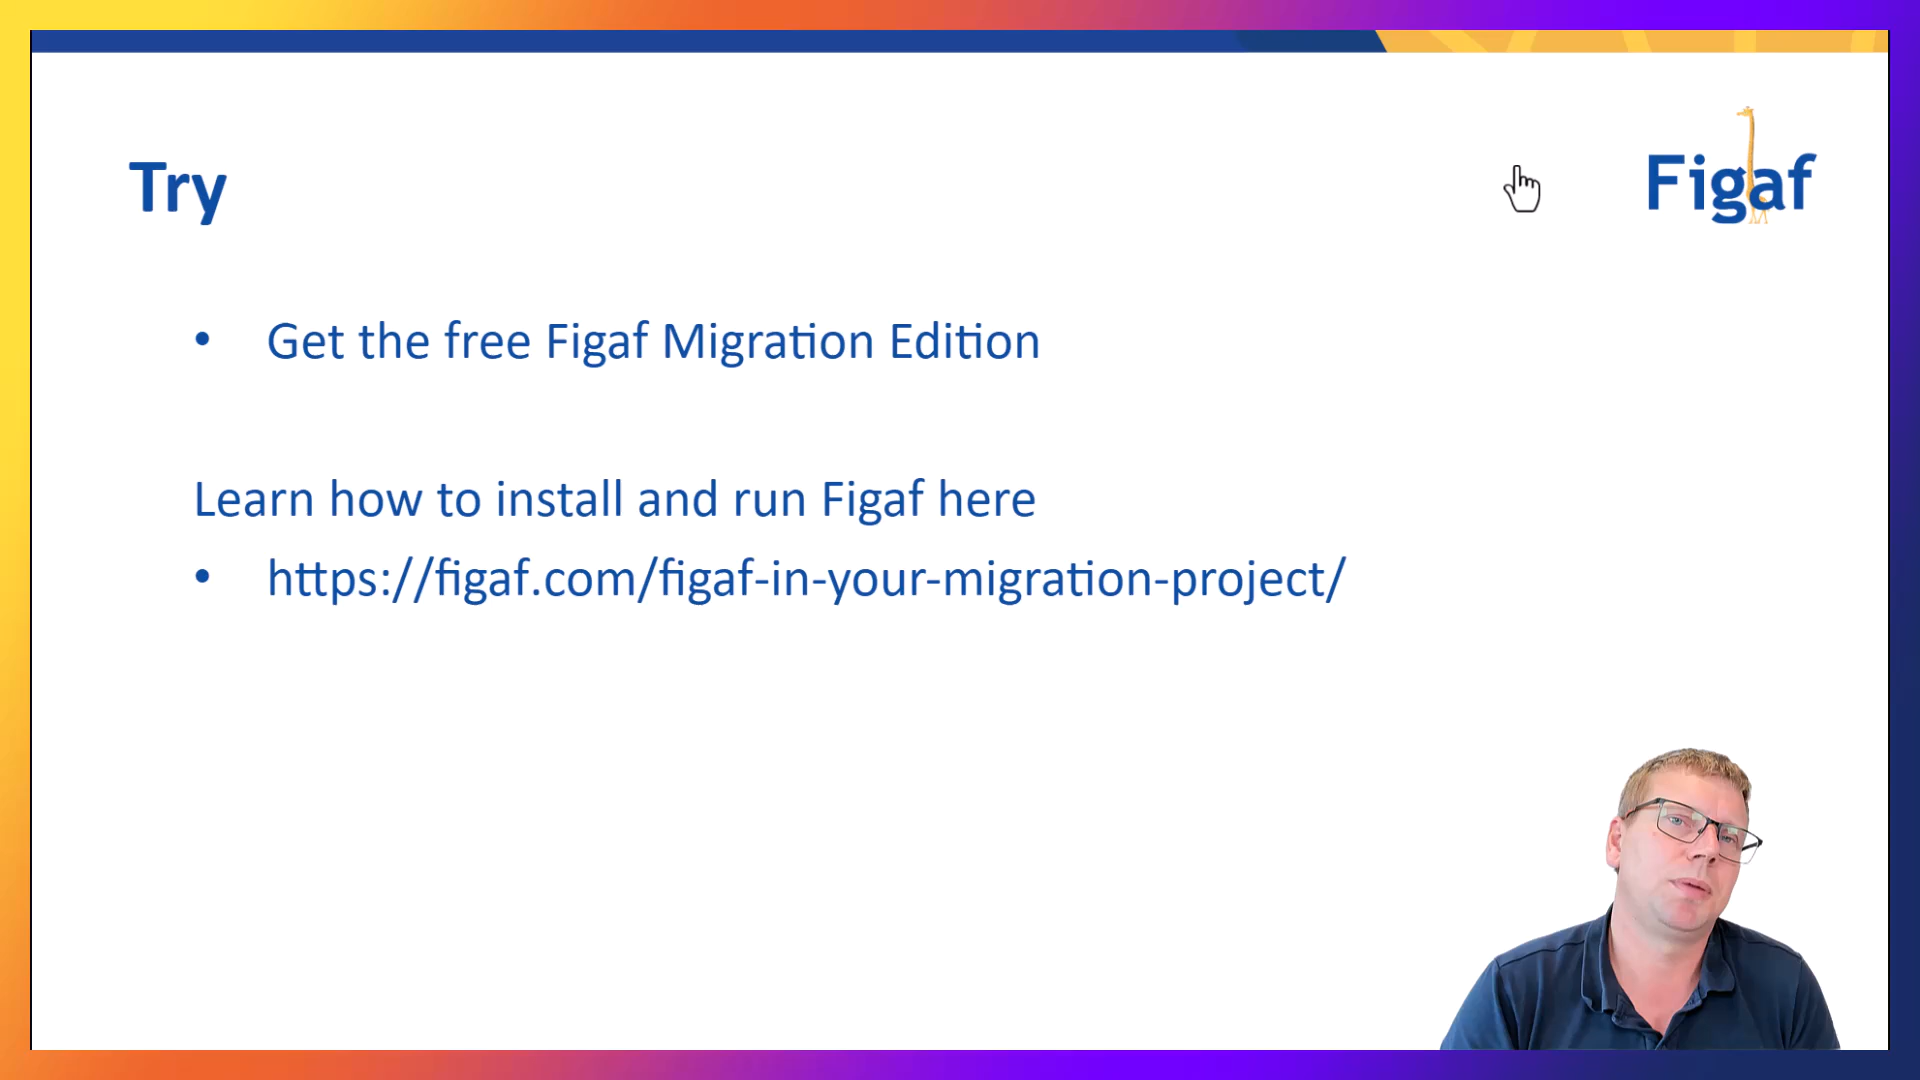 Try
Figaf
• Get the free Figaf Migration Edition
Learn how to install and run Figaf here
• https://figaf.com/figaf-in-your-migration-project/